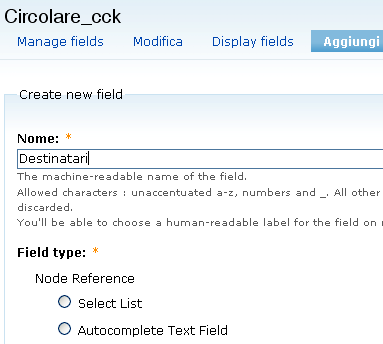 Circolare_cck
Manage fields Modifica Display fields Aggiungi
Create new field
Nome: *
Destinatari
The machine-readable name of the field.
Allowed characters : unaccentuated a-z, numbers and _. All other
discarded.
You'll be able to choose a human-readable label for the field on
Field type: *
Node Reference
Select List
Autocomplete Text Field